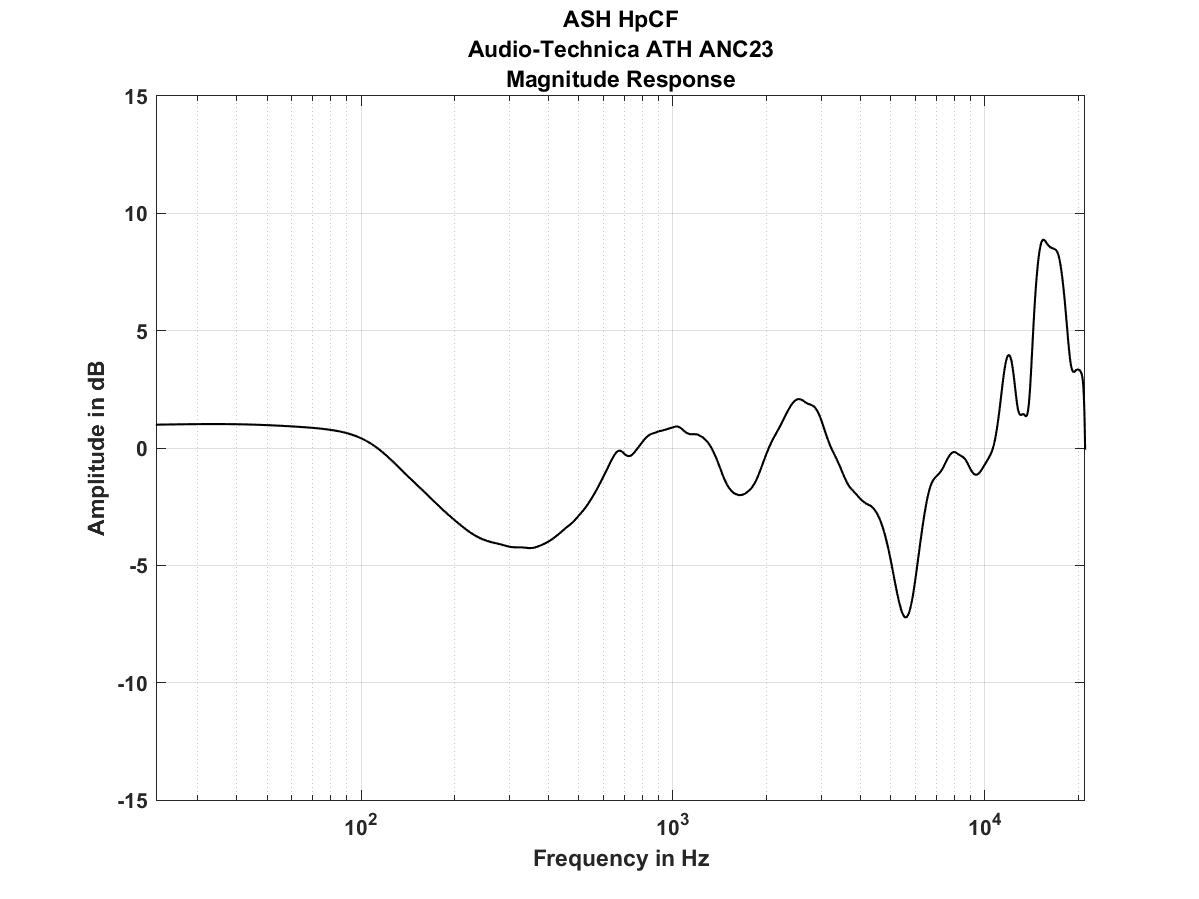 ASH HpCF
Audio-Technica ATH ANC23
Magnitude Response
15
10
5
0
-5
-10
-15
Amplitude in dB
10² 10³ 10⁴
Frequency in Hz